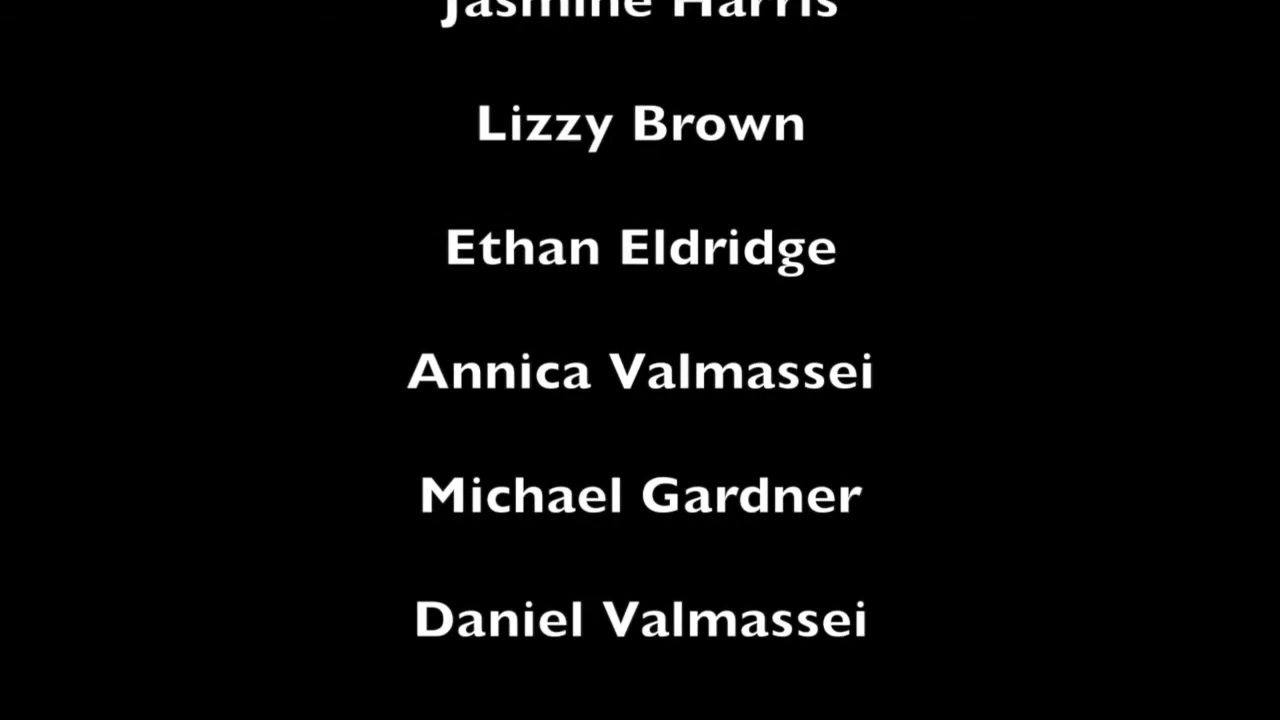 Jasmine Harris
Lizzy Brown
Ethan Eldridge
Annica Valmassei
Michael Gardner
Daniel Valmassei